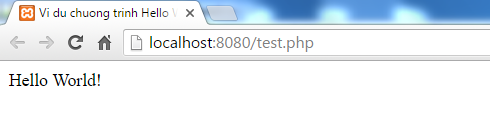 Vi du chuong trinh Hello W
localhost:8080/test.php
Hello World!